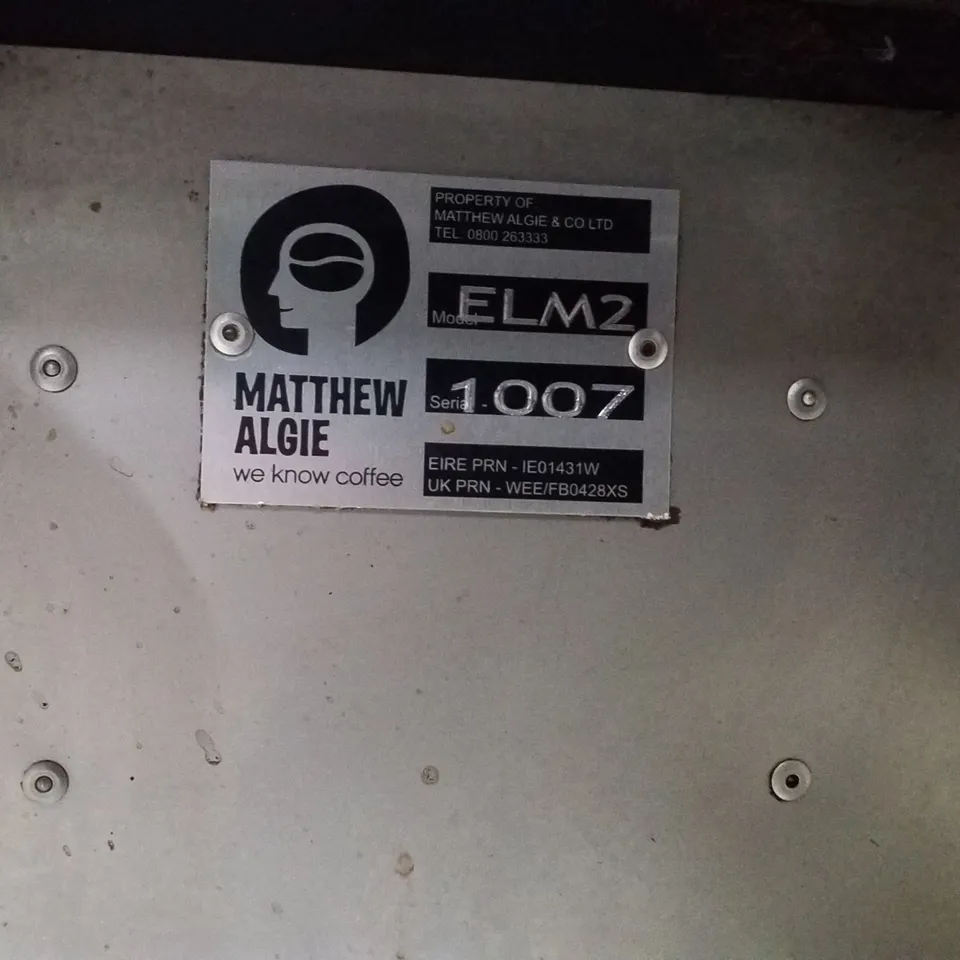 MATTHEW
ALGIE
we know coffee
PROPERTY OF
MATTHEW ALGIE & CO LTD
TEL 0800 263333
Model ELM2
Serial - 1007
EIRE PRN - IE01431W
UK PRN - WEE/FB0428XS